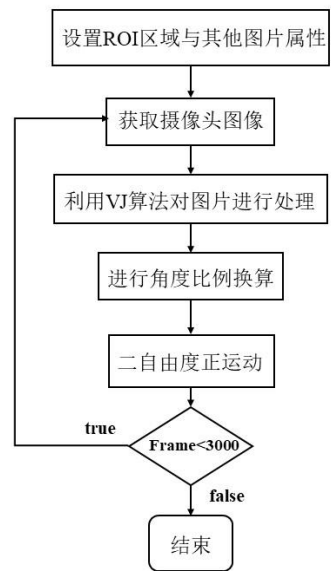 设置ROI区域与其他图片属性
获取摄像头图像
利用VJ算法对图片进行处理
进行角度比例换算
二自由度正运动
true
Frame<3000
false
结束